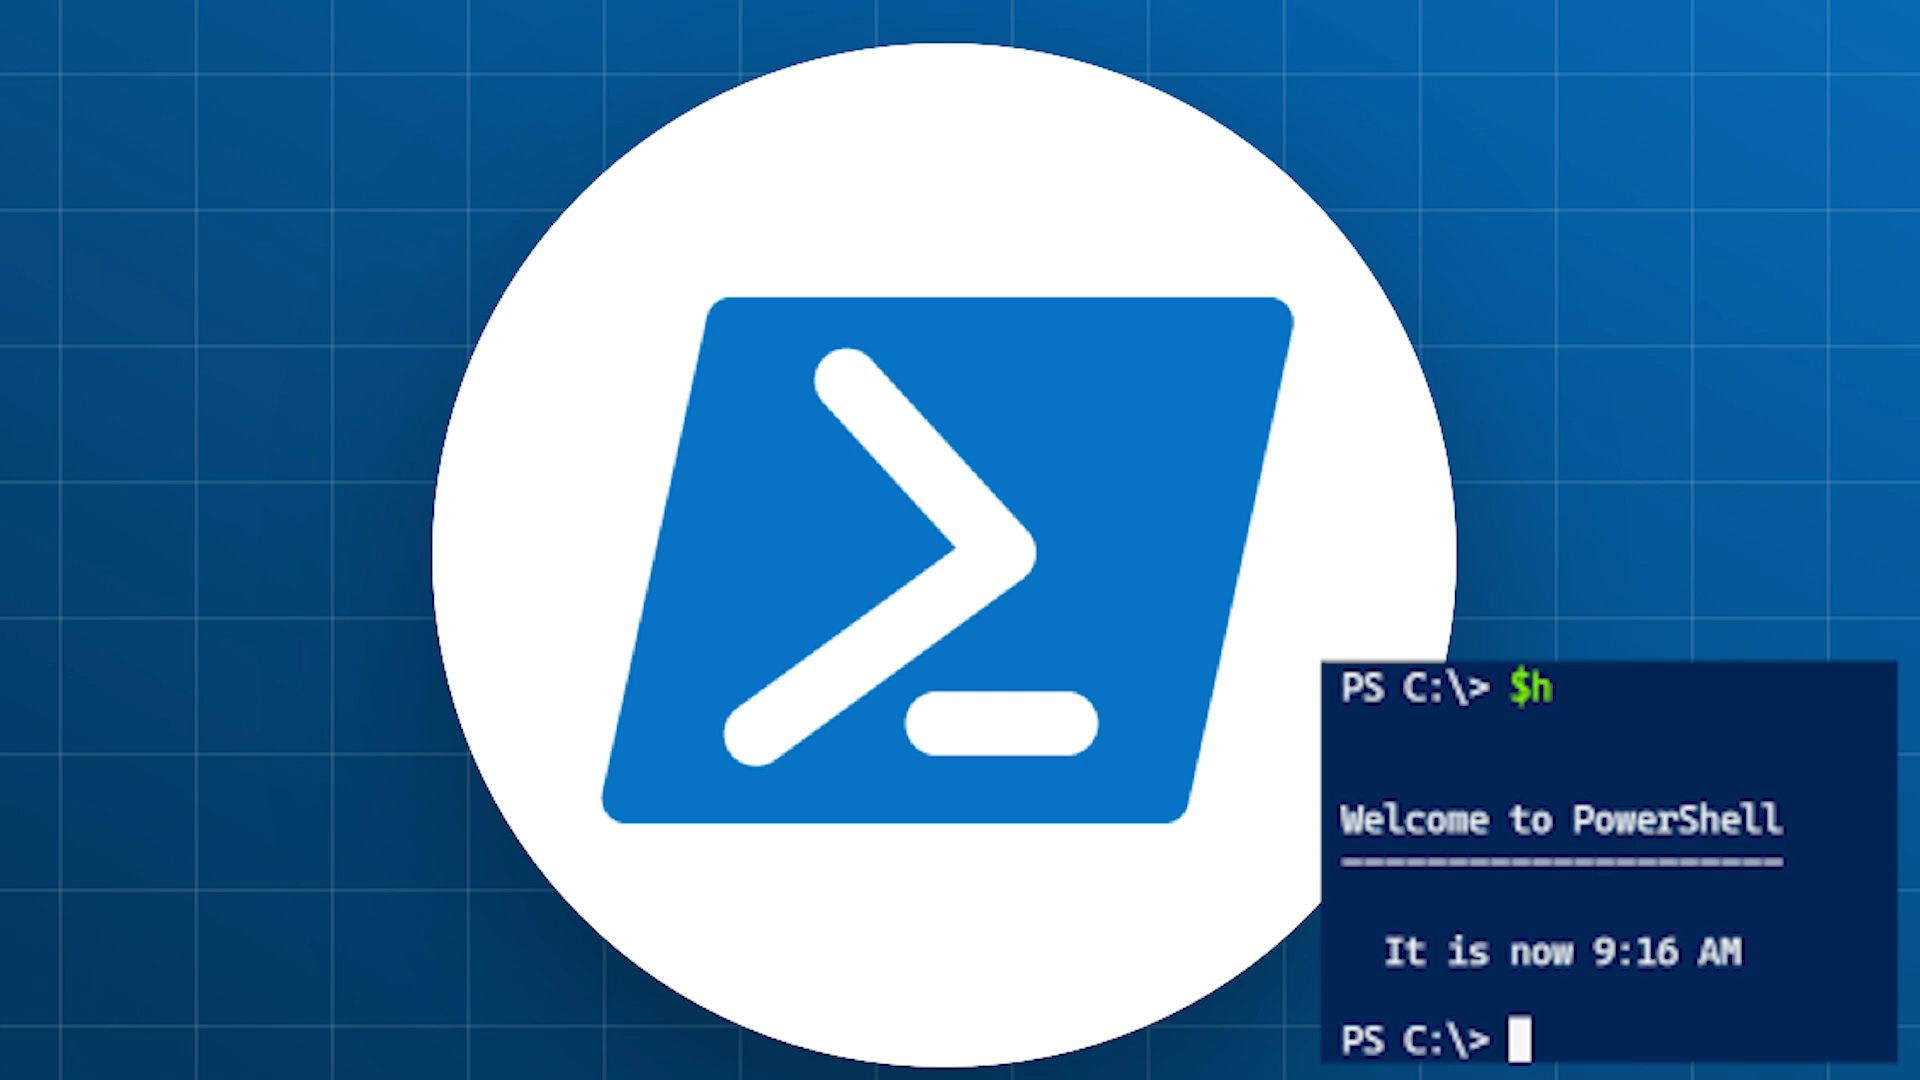 PS C:\> $h
Welcome to PowerShell
=====================
It is now 9:16 AM
PS C:\>